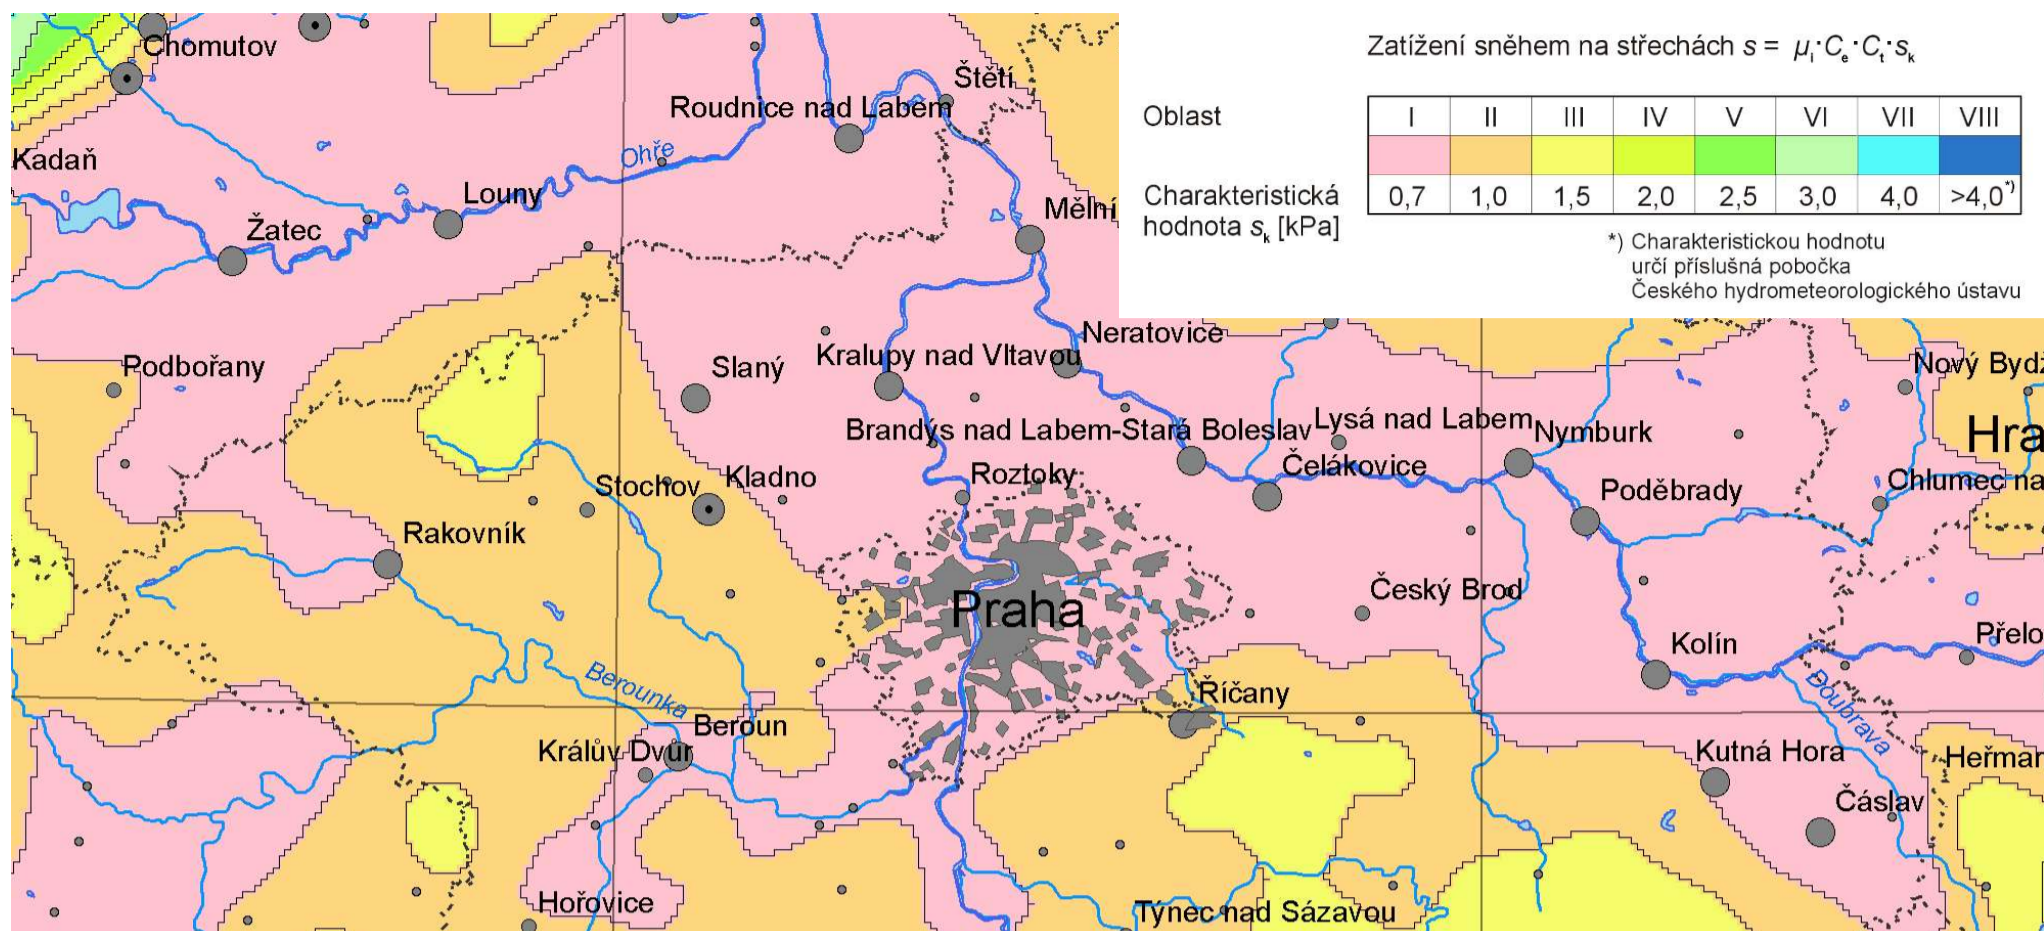 Chomutov
Zatížení sněhem na střechách s = μᵢ·Cₑ·Cₜ·sₖ
Štětí
Roudnice nad Labem
Oblast
I II III IV V VI VII VIII
Kadaň
Ohře
Louny
Charakteristická
hodnota sₖ [kPa]
0,7 1,0 1,5 2,0 2,5 3,0 4,0 >4,0*)
Mělní
Žatec
*) Charakteristickou hodnotu
určí příslušná pobočka
Českého hydrometeorologického ústavu
Neratovice
Podbořany
Slaný
Kralupy nad Vltavou
Nový Bydž
Brandýs nad Labem-Stará Boleslav
Lysá nad Labem
Nymburk
Hra
Stochov
Kladno
Roztoky
Čelákovice
Poděbrady
Chlumec na
Rakovník
Praha
Český Brod
Kolín
Přelo
Berounka
Říčany
Doubrava
Beroun
Králův Dvůr
Kutná Hora
Heřmar
Čáslav
Hořovice
Týnec nad Sázavou